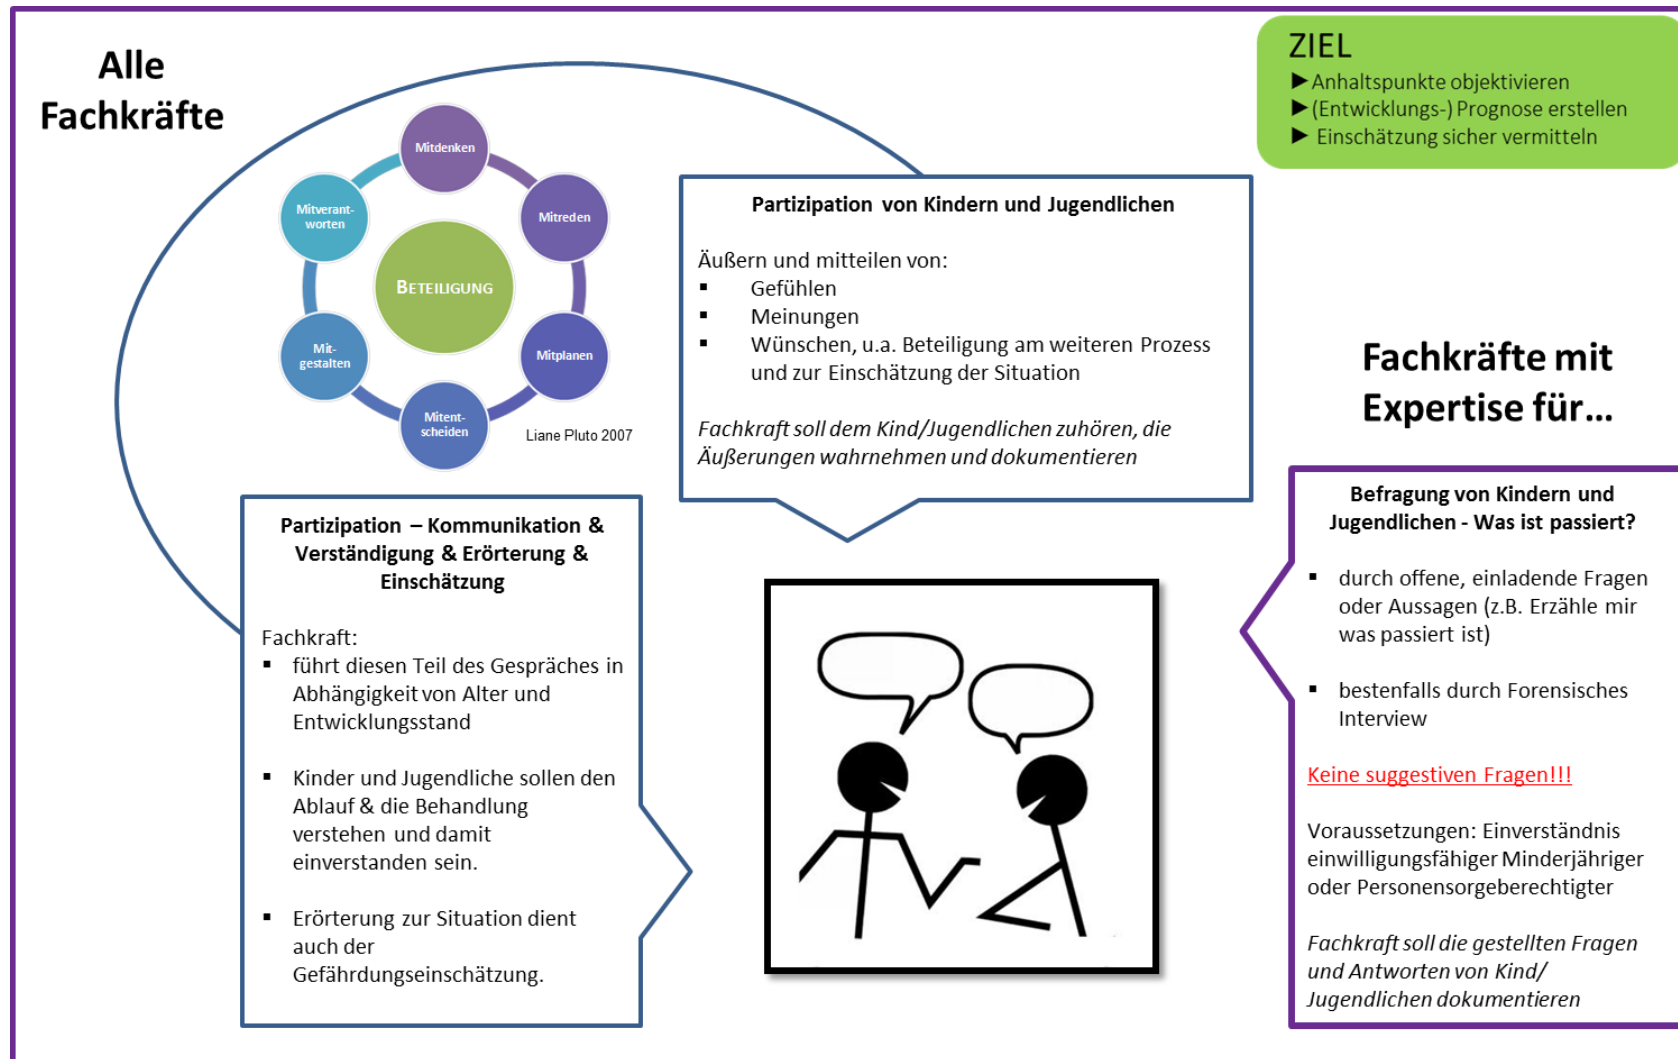 Alle
Fachkräfte
Mitdenken
Mitreden
Mitplanen
Mitent-
scheiden
Mit-
gestalten
Mitverant-
worten
BETEILIGUNG
Liane Pluto 2007
ZIEL
►Anhaltspunkte objektivieren
►(Entwicklungs-) Prognose erstellen
► Einschätzung sicher vermitteln
Partizipation von Kindern und Jugendlichen
Äußern und mitteilen von:
▪ Gefühlen
▪ Meinungen
▪ Wünschen, u.a. Beteiligung am weiteren Prozess
und zur Einschätzung der Situation
Fachkraft soll dem Kind/Jugendlichen zuhören, die
Äußerungen wahrnehmen und dokumentieren
Partizipation – Kommunikation &
Verständigung & Erörterung &
Einschätzung
Fachkraft:
▪ führt diesen Teil des Gespräches in
Abhängigkeit von Alter und
Entwicklungsstand
▪ Kinder und Jugendliche sollen den
Ablauf & die Behandlung
verstehen und damit
einverstanden sein.
▪ Erörterung zur Situation dient
auch der
Gefährdungseinschätzung.
Fachkräfte mit
Expertise für…
Befragung von Kindern und
Jugendlichen - Was ist passiert?
▪ durch offene, einladende Fragen
oder Aussagen (z.B. Erzähle mir
was passiert ist)
▪ bestenfalls durch Forensisches
Interview
Keine suggestiven Fragen!!!
Voraussetzungen: Einverständnis
einwilligungsfähiger Minderjähriger
oder Personensorgeberechtigter
Fachkraft soll die gestellten Fragen
und Antworten von Kind/
Jugendlichen dokumentieren